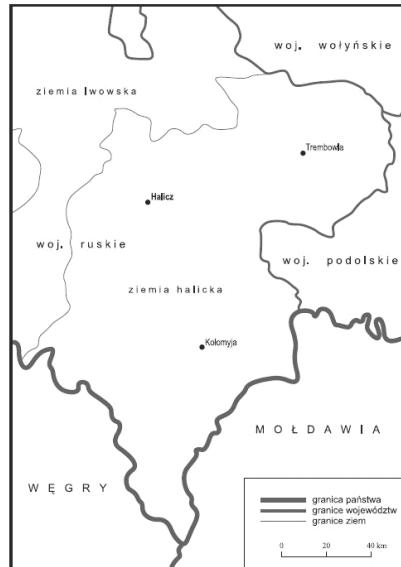 woj. wołyńskie
ziemia lwowska
Trembowla
Halicz
woj. ruskie
woj. podolskie
ziemia halicka
Kołomyja
MOŁDAWIA
WĘGRY
granica państwa
granice województw
granice ziem
0 20 40 km